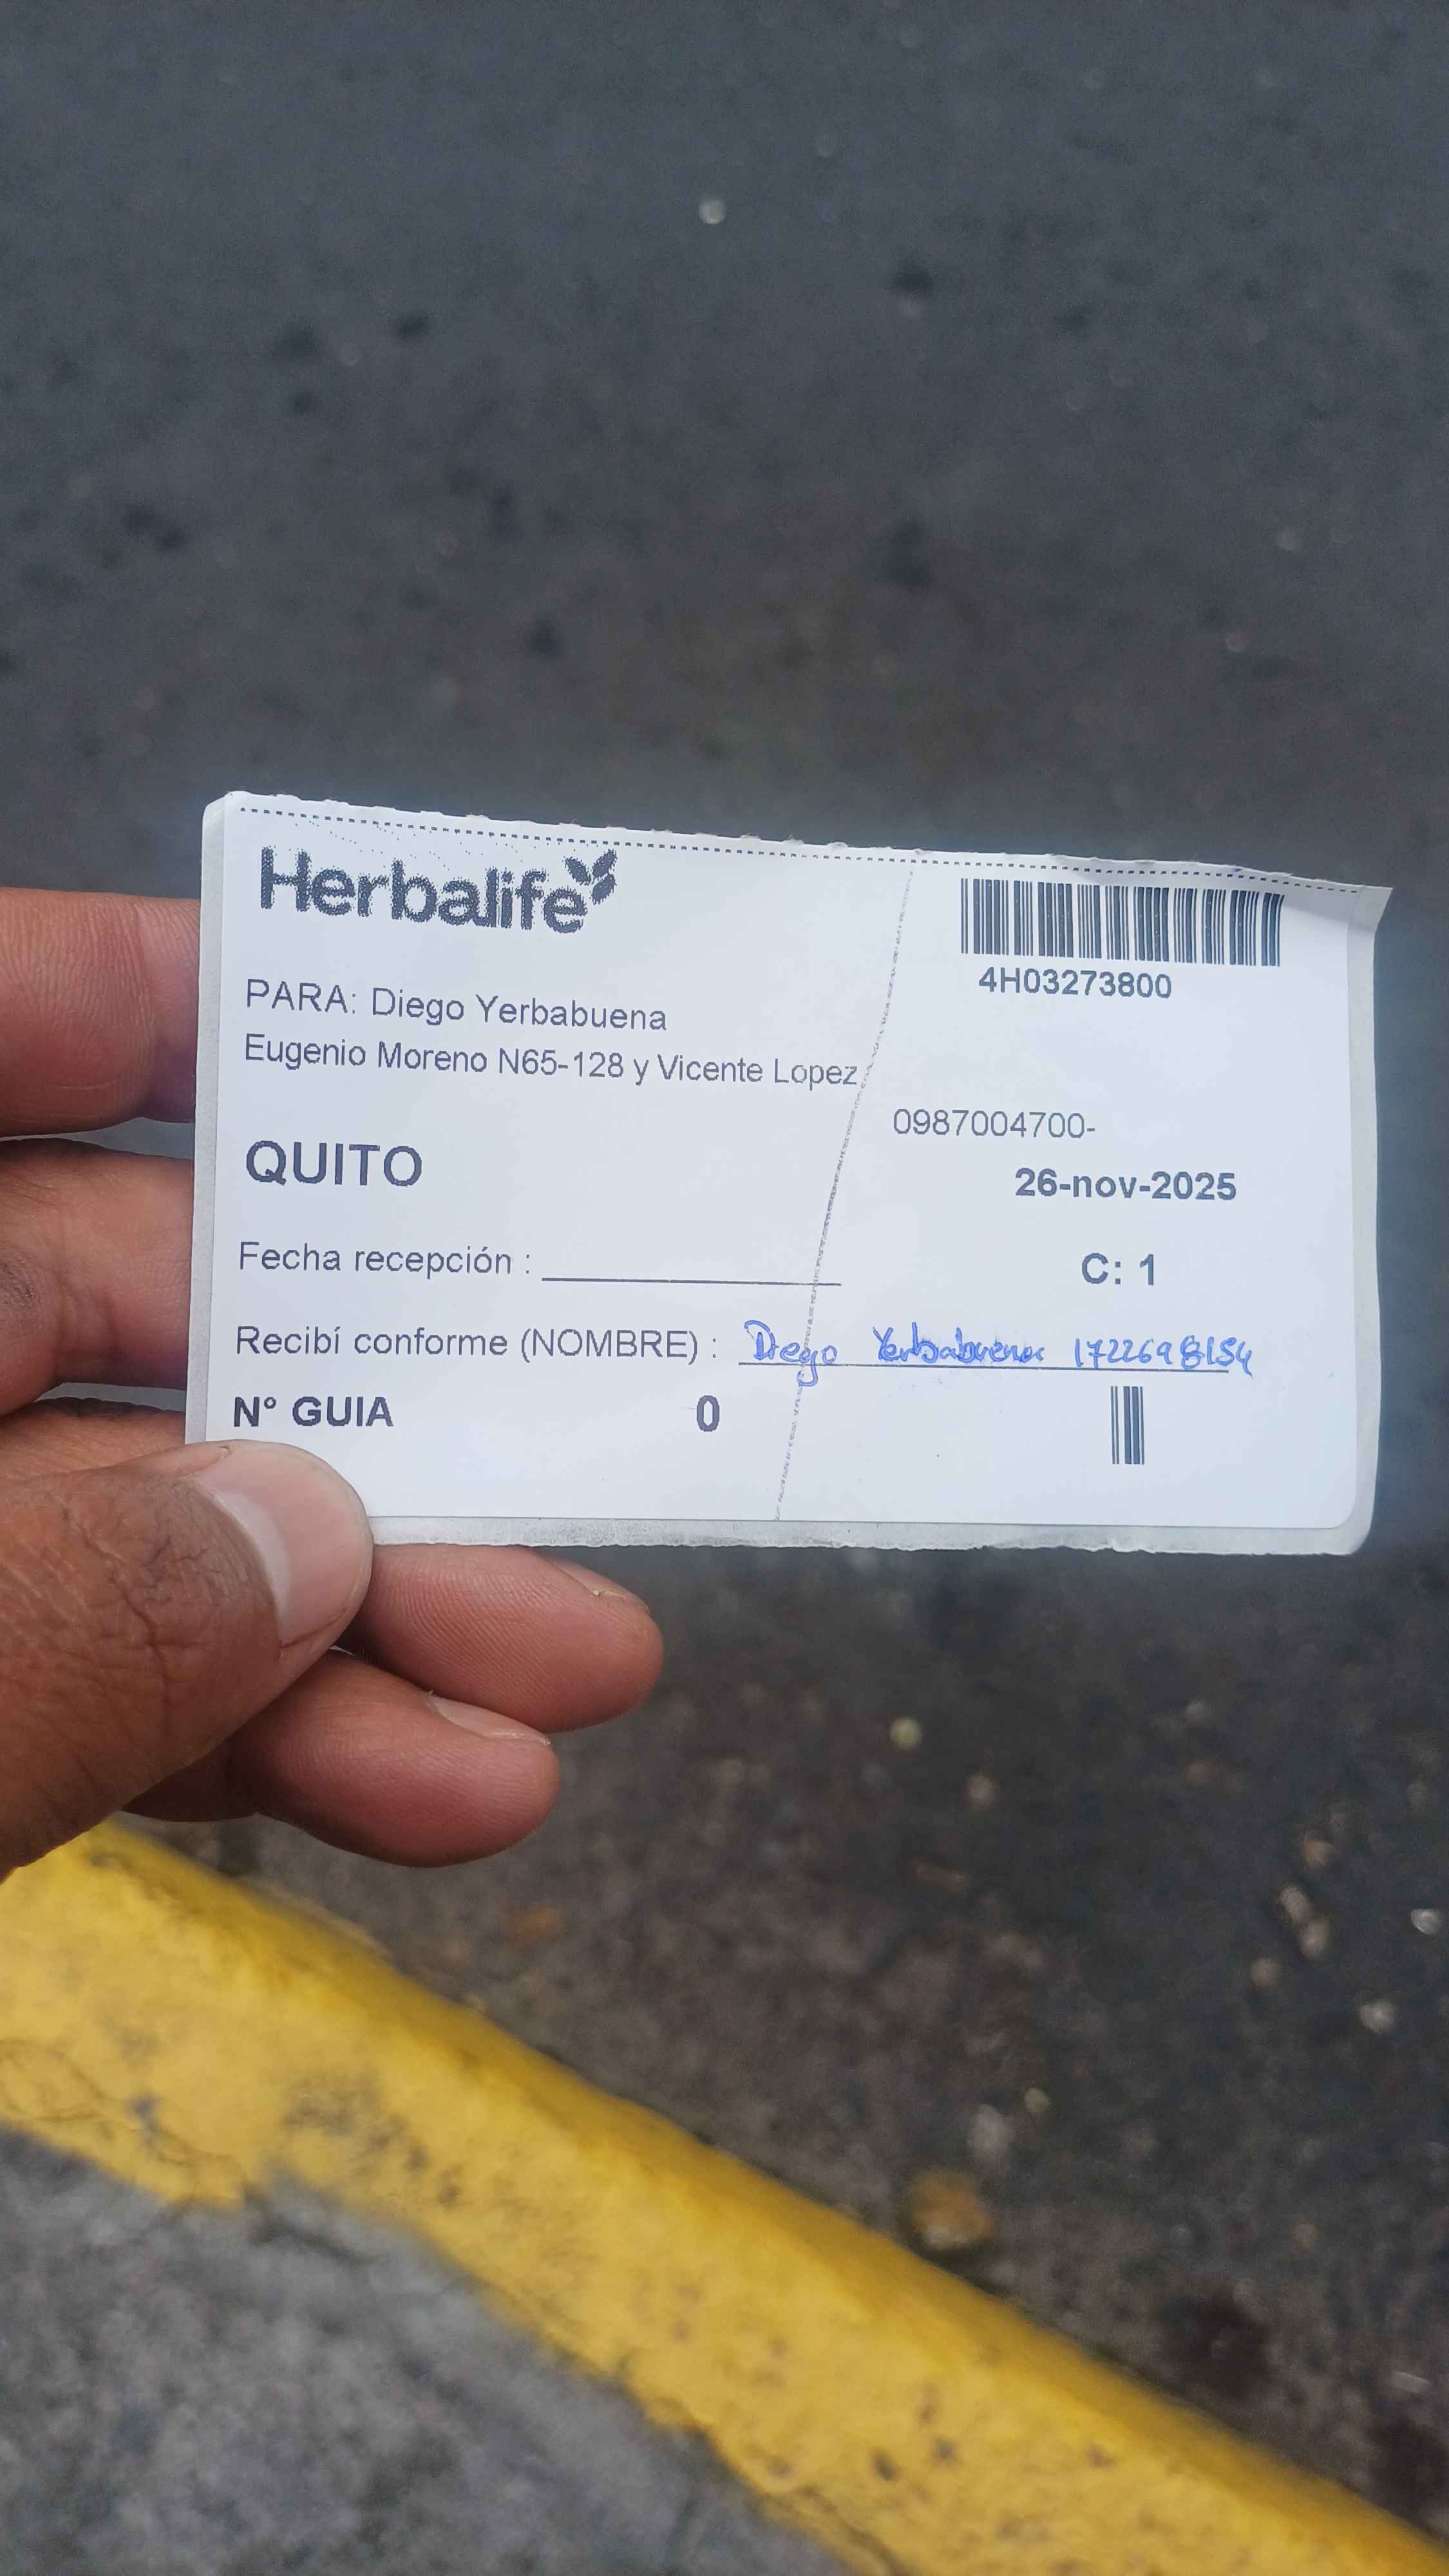 Herbalife
4H03273800
PARA: Diego Yerbabuena
Eugenio Moreno N65-128 y Vicente Lopez
0987004700-
QUITO
26-nov-2025
Fecha recepción :
C: 1
Recibí conforme (NOMBRE) : Diego Yerbabuena 1722698154
N° GUIA 0